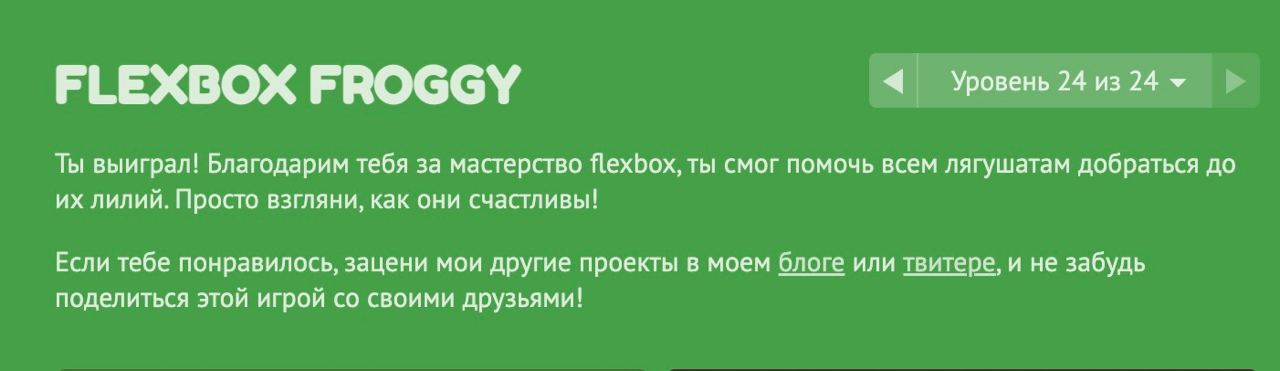 FLEXBOX FROGGY
Уровень 24 из 24
Ты выиграл! Благодарим тебя за мастерство flexbox, ты смог помочь всем лягушатам добраться до
их лилий. Просто взгляни, как они счастливы!
Если тебе понравилось, зацени мои другие проекты в моем блоге или твитере, и не забудь
поделиться этой игрой со своими друзьями!